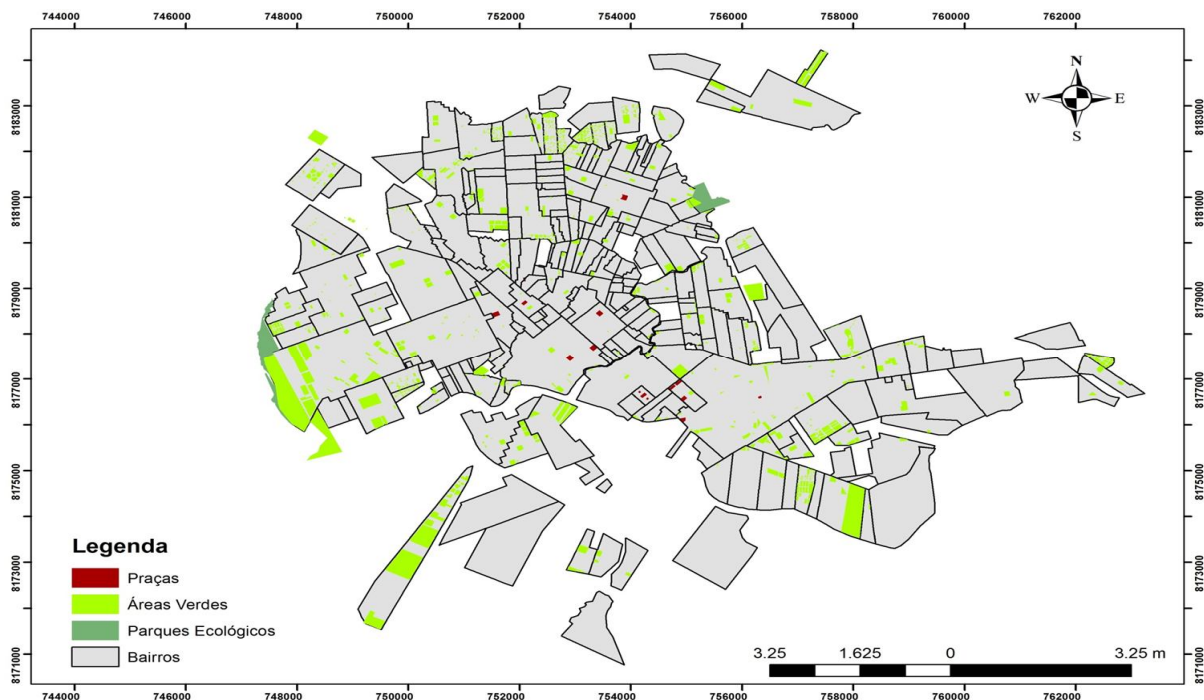 744000 746000 748000 750000 752000 754000 756000 758000 760000 762000
8183000 8183000
N
W E
S
8181000 8181000
8179000 8179000
8177000 8177000
8175000 8175000
8173000 8173000
8171000 8171000
Legenda
Praças
Áreas Verdes
Parques Ecológicos
Bairros
3.25 1.625 0 3.25 m
744000 746000 748000 750000 752000 754000 756000 758000 760000 762000